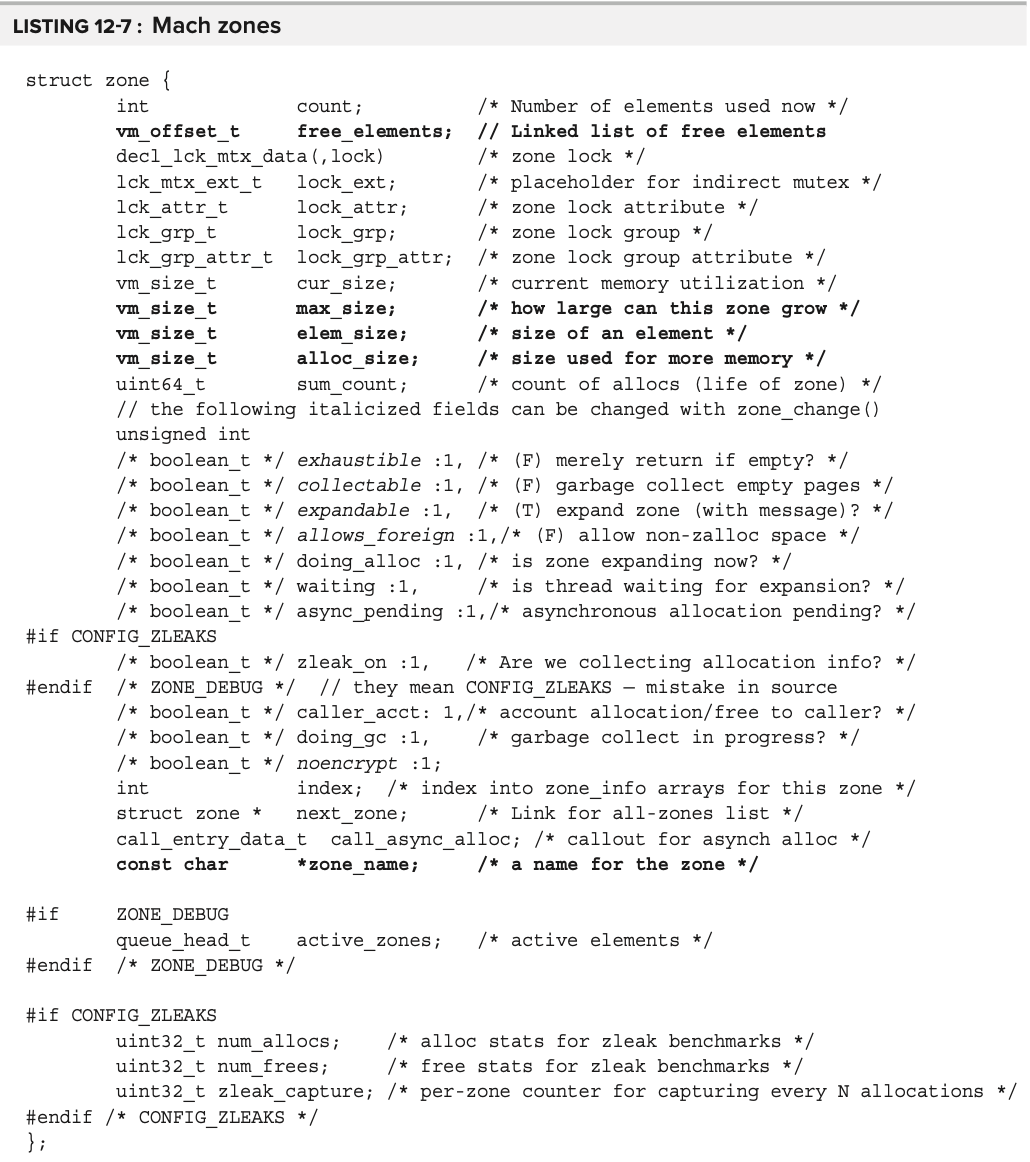 LISTING 12-7 : Mach zones
struct zone {
int count; /* Number of elements used now */
vm_offset_t free_elements; // Linked list of free elements
decl_lck_mtx_data(,lock) /* zone lock */
lck_mtx_ext_t lock_ext; /* placeholder for indirect mutex */
lck_attr_t lock_attr; /* zone lock attribute */
lck_grp_t lock_grp; /* zone lock group */
lck_grp_attr_t lock_grp_attr; /* zone lock group attribute */
vm_size_t cur_size; /* current memory utilization */
vm_size_t max_size; /* how large can this zone grow */
vm_size_t elem_size; /* size of an element */
vm_size_t alloc_size; /* size used for more memory */
uint64_t sum_count; /* count of allocs (life of zone) */
// the following italicized fields can be changed with zone_change()
unsigned int
/* boolean_t */ exhaustible :1, /* (F) merely return if empty? */
/* boolean_t */ collectable :1, /* (F) garbage collect empty pages */
/* boolean_t */ expandable :1, /* (T) expand zone (with message)? */
/* boolean_t */ allows_foreign :1,/* (F) allow non-zalloc space */
/* boolean_t */ doing_alloc :1, /* is zone expanding now? */
/* boolean_t */ waiting :1, /* is thread waiting for expansion? */
/* boolean_t */ async_pending :1,/* asynchronous allocation pending? */
#if CONFIG_ZLEAKS
/* boolean_t */ zleak_on :1, /* Are we collecting allocation info? */
#endif /* ZONE_DEBUG */ // they mean CONFIG_ZLEAKS – mistake in source
/* boolean_t */ caller_acct: 1,/* account allocation/free to caller? */
/* boolean_t */ doing_gc :1, /* garbage collect in progress? */
/* boolean_t */ noencrypt :1;
int index; /* index into zone_info arrays for this zone */
struct zone * next_zone; /* Link for all-zones list */
call_entry_data_t call_async_alloc; /* callout for asynch alloc */
const char *zone_name; /* a name for the zone */
#if ZONE_DEBUG
queue_head_t active_zones; /* active elements */
#endif /* ZONE_DEBUG */
#if CONFIG_ZLEAKS
uint32_t num_allocs; /* alloc stats for zleak benchmarks */
uint32_t num_frees; /* free stats for zleak benchmarks */
uint32_t zleak_capture; /* per-zone counter for capturing every N allocations */
#endif /* CONFIG_ZLEAKS */
};